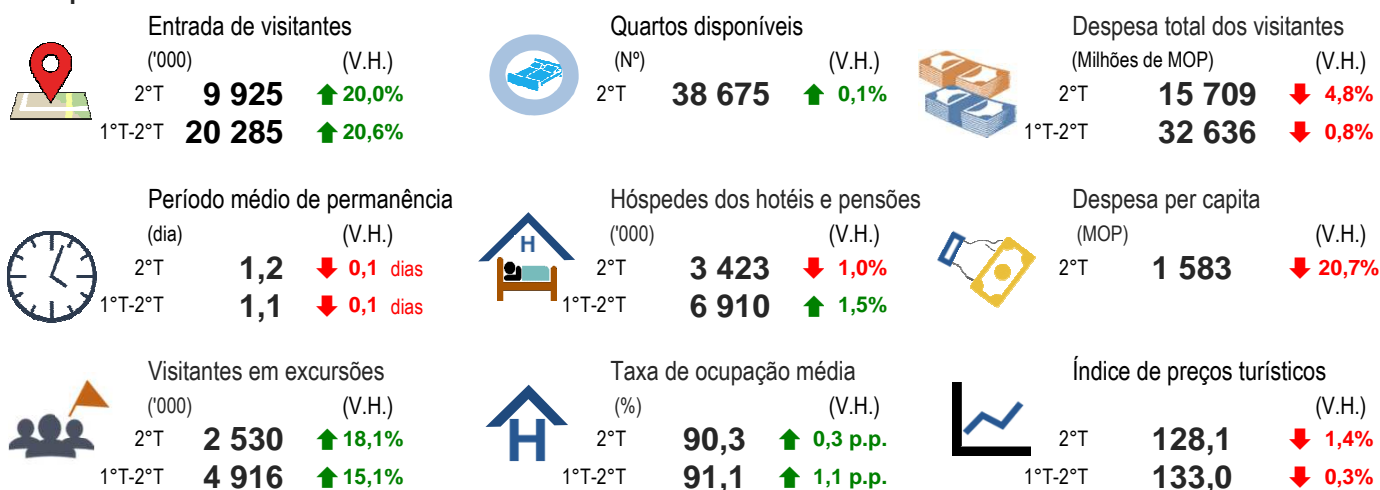 Entrada de visitantes
('000) (V.H.)
2°T 9 925 20,0%
1°T-2°T 20 285 20,6%
Quartos disponíveis
(Nº) (V.H.)
2°T 38 675 0,1%
Despesa total dos visitantes
(Milhões de MOP) (V.H.)
2°T 15 709 4,8%
1°T-2°T 32 636 0,8%
Período médio de permanência
(dia) (V.H.)
2°T 1,2 0,1 dias
1°T-2°T 1,1 0,1 dias
Hóspedes dos hotéis e pensões
('000) (V.H.)
H
2°T 3 423 1,0%
1°T-2°T 6 910 1,5%
Despesa per capita
(MOP) (V.H.)
2°T 1 583 20,7%
Visitantes em excursões
('000) (V.H.)
2°T 2 530 18,1%
1°T-2°T 4 916 15,1%
Taxa de ocupação média
(%) (V.H.)
H
2°T 90,3 0,3 p.p.
1°T-2°T 91,1 1,1 p.p.
Índice de preços turísticos
(V.H.)
2°T 128,1 1,4%
1°T-2°T 133,0 0,3%